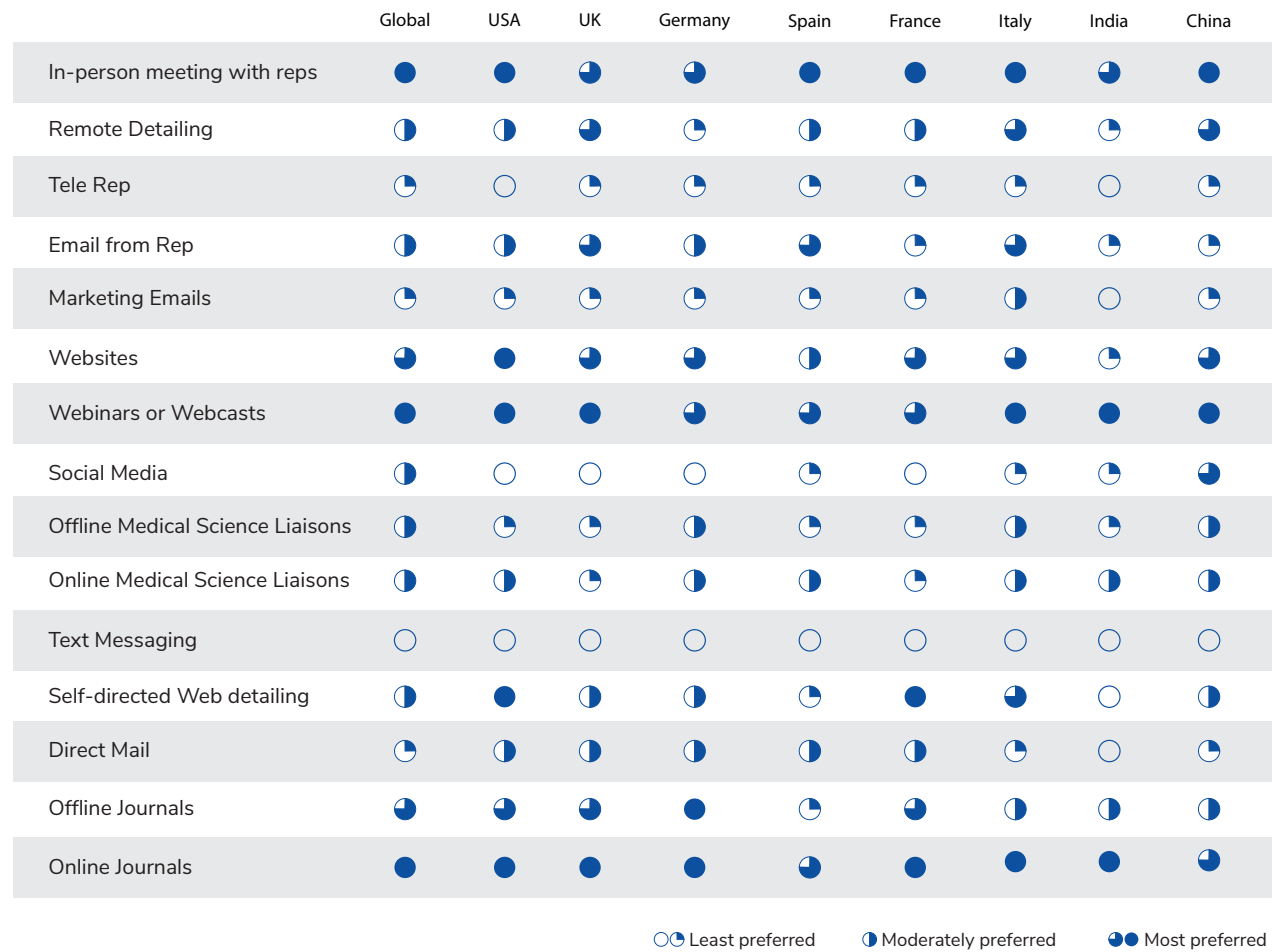 Global USA UK Germany Spain France Italy India China
In-person meeting with reps
Remote Detailing
Tele Rep
Email from Rep
Marketing Emails
Websites
Webinars or Webcasts
Social Media
Offline Medical Science Liaisons
Online Medical Science Liaisons
Text Messaging
Self-directed Web detailing
Direct Mail
Offline Journals
Online Journals
Least preferred Moderately preferred Most preferred